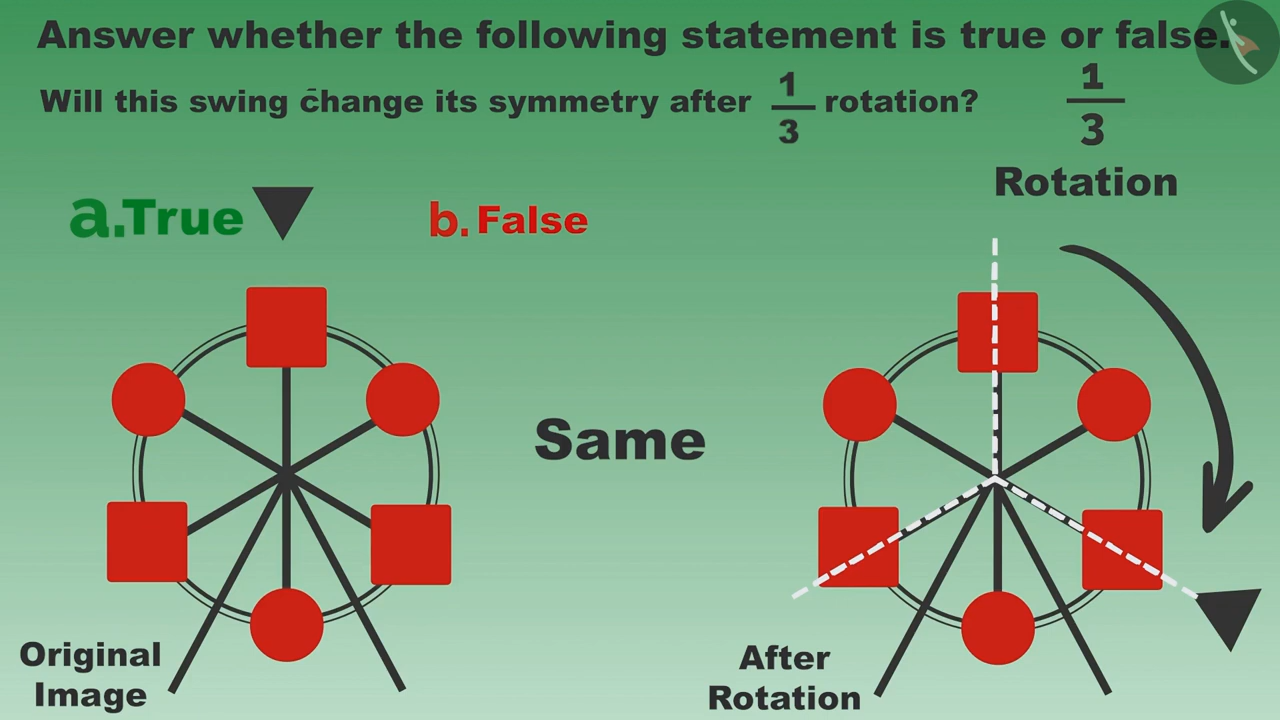 Answer whether the following statement is true or false.
Will this swing change its symmetry after 1/3 rotation?
1/3
Rotation
a. True
b. False
Same
Original
Image
After
Rotation